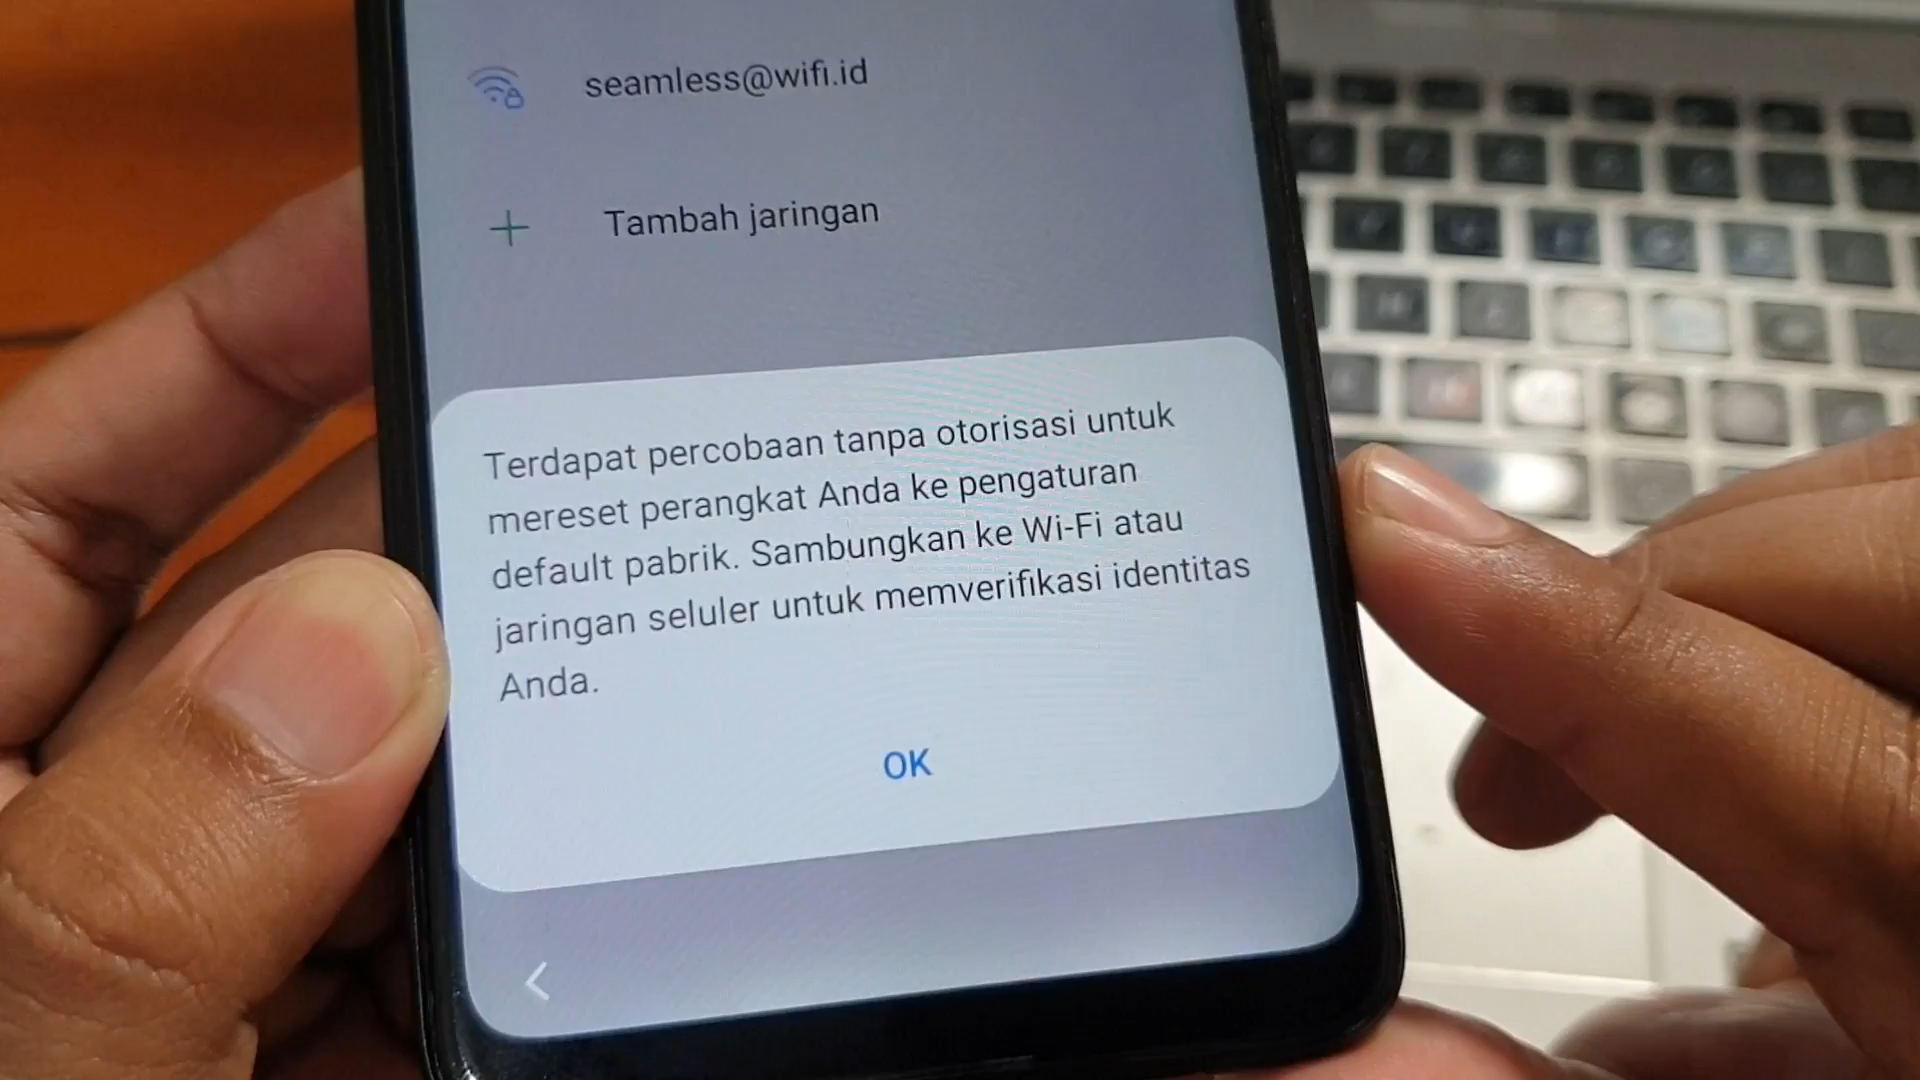 seamless@wifi.id
Tambah jaringan
Terdapat percobaan tanpa otorisasi untuk
mereset perangkat Anda ke pengaturan
default pabrik. Sambungkan ke Wi-Fi atau
jaringan seluler untuk memverifikasi identitas
Anda.
OK